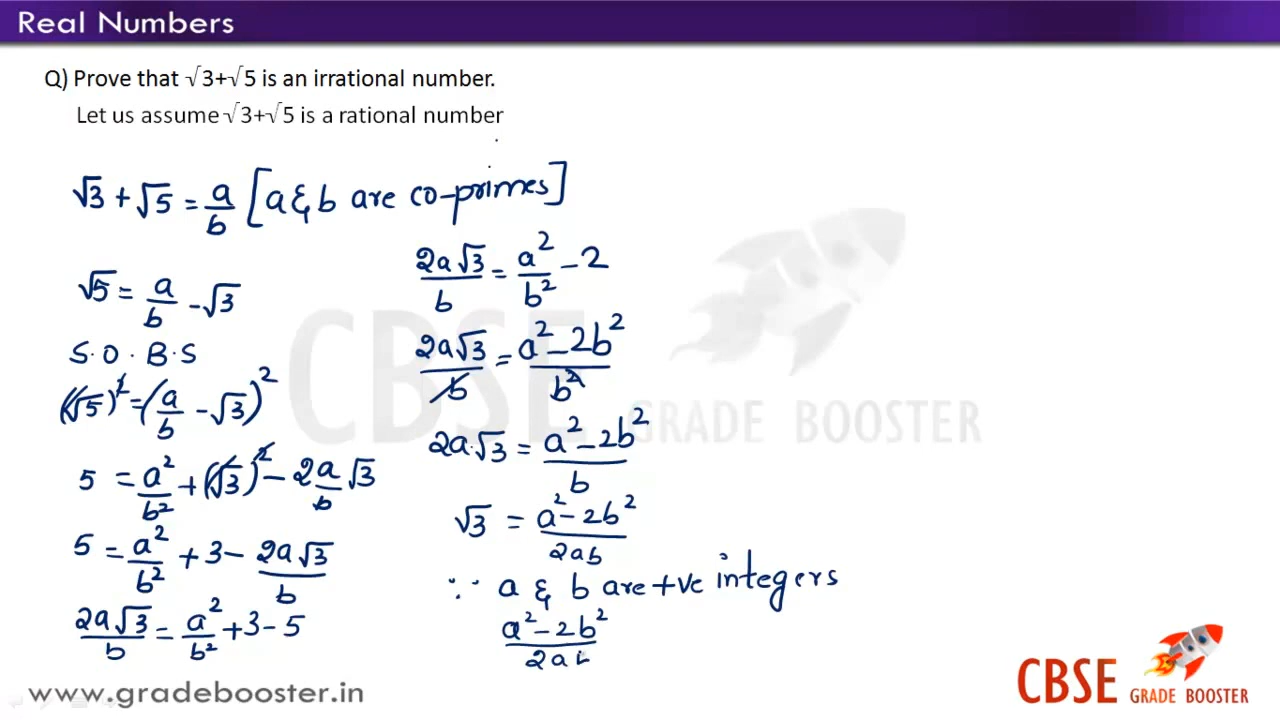 Real Numbers
Q) Prove that √3+√5 is an irrational number.
Let us assume √3+√5 is a rational number
√3 + √5 = a/b [a & b are co-primes]
√5 = a/b - √3
S.O.B.S
(√5)² = (a/b - √3)²
5 = a²/b² + (√3)² - 2a/b √3
5 = a²/b² + 3 - 2a√3/b
2a√3/b = a²/b² + 3 - 5
2a√3/b = a²/b² - 2
2a√3/b = a² - 2b²/b²
2a.√3 = a² - 2b²/b
√3 = a² - 2b²/2ab
∵ a & b are +ve integers
a² - 2b²/2ab
CBSE
GRADE BOOSTER
www.gradebooster.in
CBSE GRADE BOOSTER